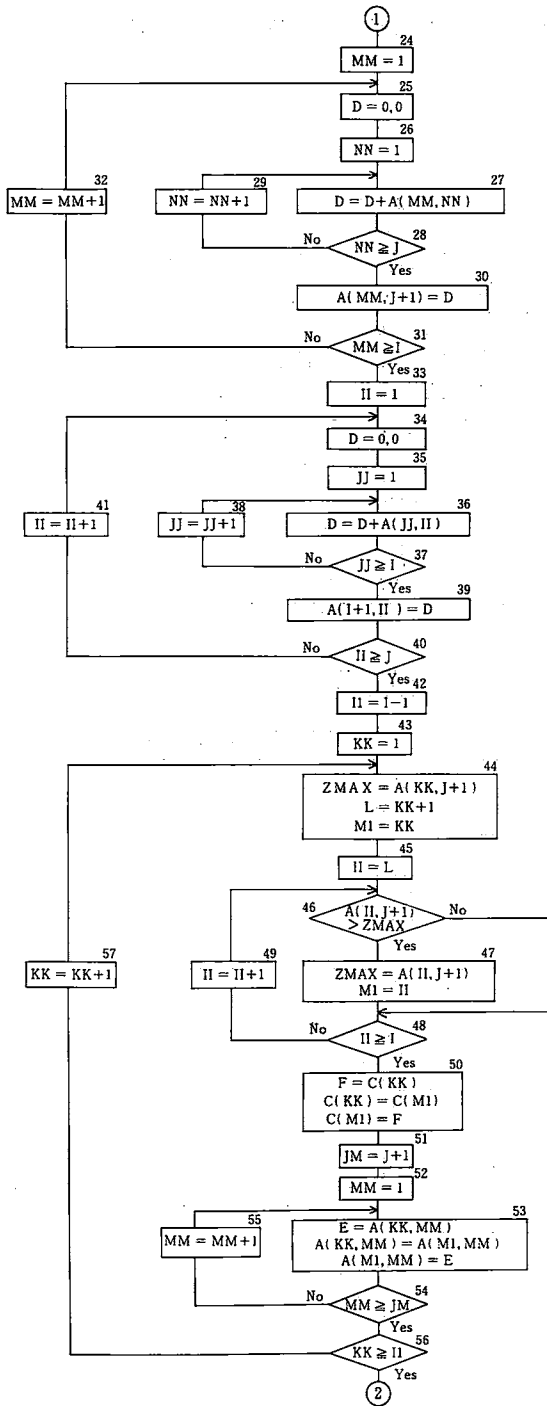 1
24
MM = 1
25
D = 0,0
26
NN = 1
32
MM = MM+1
29
NN = NN+1
27
D = D+A( MM, NN )
28
No
NN ≧ J
Yes
30
A( MM, J+1 ) = D
31
No
MM ≧ I
Yes
33
II = 1
34
D = 0,0
35
JJ = 1
41
II = II+1
38
JJ = JJ+1
36
D = D+A( JJ, II )
37
No
JJ ≧ I
Yes
39
A( I+1, II ) = D
40
No
II ≧ J
Yes
42
I1 = I-1
43
KK = 1
44
ZMAX = A( KK, J+1 )
L = KK+1
M1 = KK
45
II = L
46
A( II, J+1 )
> ZMAX
No
Yes
57
KK = KK+1
49
II = II+1
47
ZMAX = A( II, J+1 )
M1 = II
48
No
II ≧ I
Yes
50
F = C( KK )
C( KK ) = C( M1 )
C( M1 ) = F
51
JM = J+1
52
MM = 1
55
MM = MM+1
53
E = A( KK, MM )
A( KK, MM ) = A( M1, MM )
A( M1, MM ) = E
54
No
MM ≧ JM
Yes
56
KK ≧ I1
Yes
2